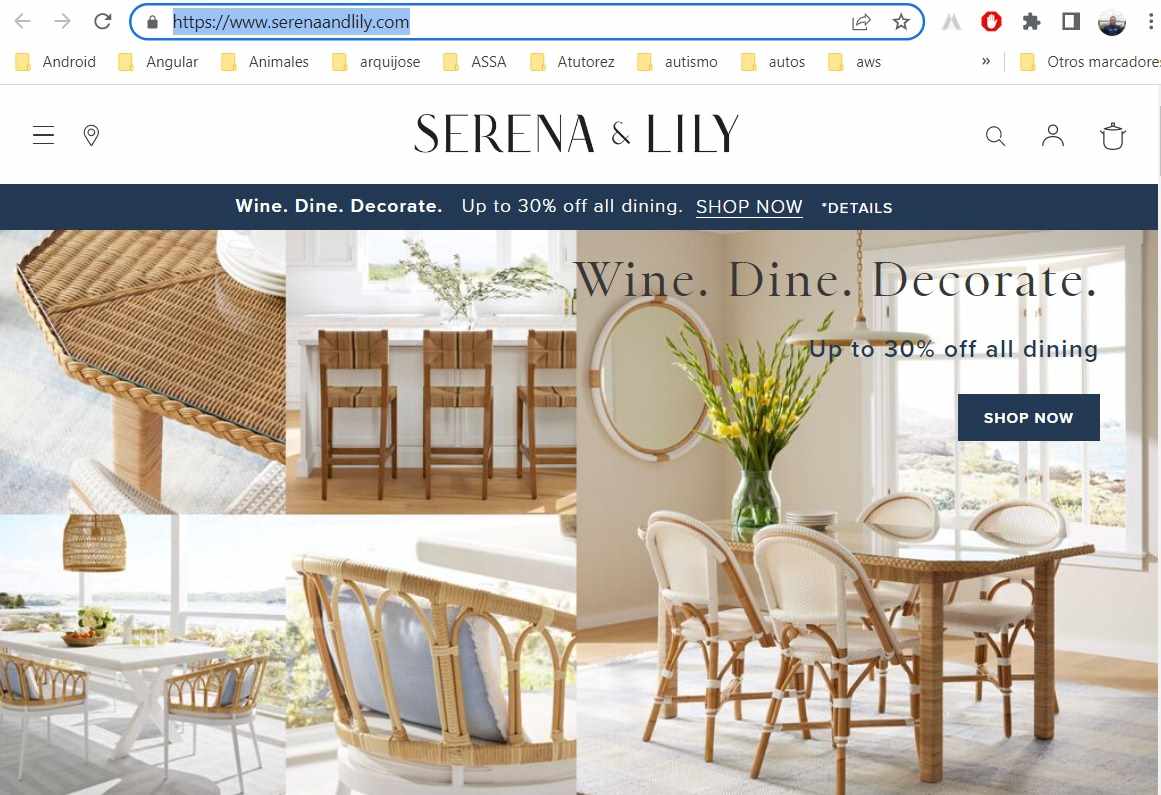 https://www.serenaandlily.com
Android Angular Animales arquijose ASSA Atutorez autismo autos aws » Otros marcadores
SERENA & LILY
Wine. Dine. Decorate. Up to 30% off all dining. SHOP NOW *DETAILS
Wine. Dine. Decorate.
Up to 30% off all dining
SHOP NOW